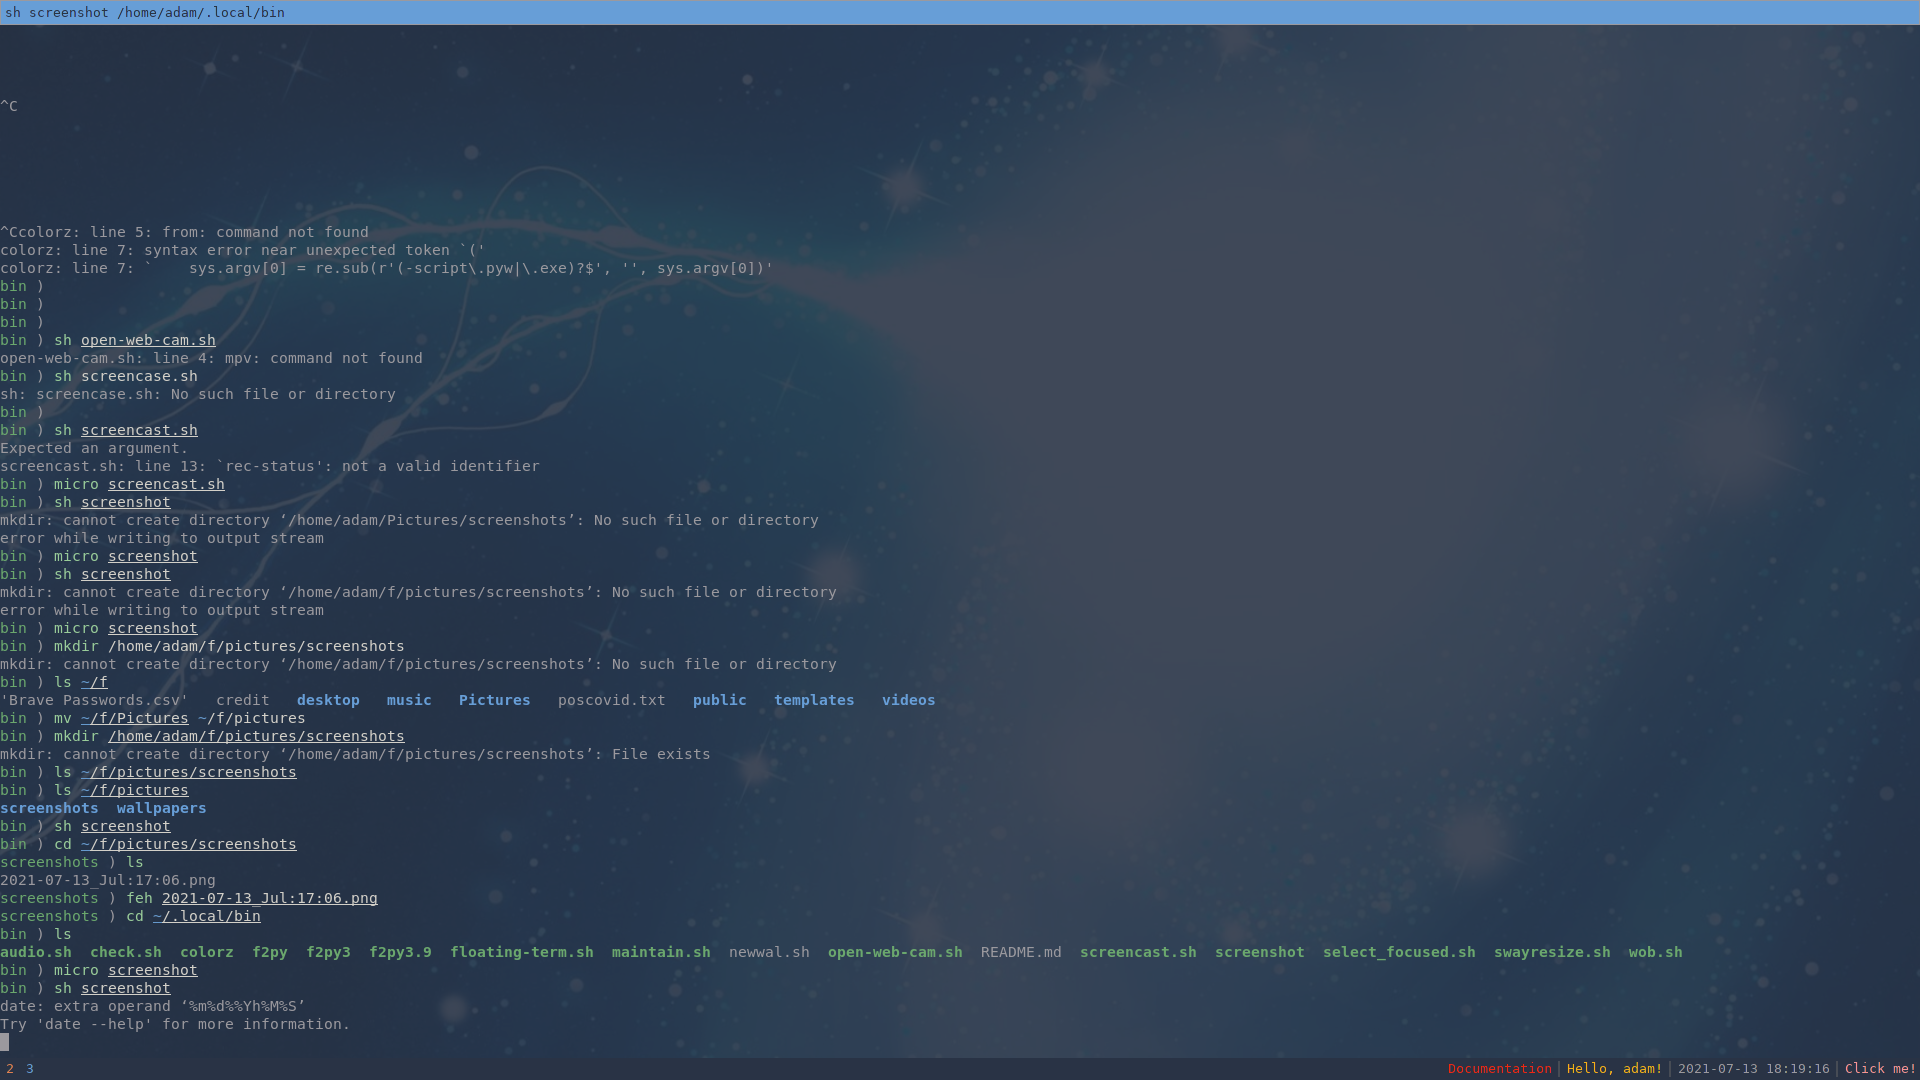 sh screenshot /home/adam/.local/bin
^C
^Ccolorz: line 5: from: command not found
colorz: line 7: syntax error near unexpected token `('
colorz: line 7: `    sys.argv[0] = re.sub(r'(-script\.pyw|\.exe)?$', '', sys.argv[0])'
bin )
bin )
bin )
bin ) sh open-web-cam.sh
open-web-cam.sh: line 4: mpv: command not found
bin ) sh screencase.sh
sh: screencase.sh: No such file or directory
bin )
bin ) sh screencast.sh
Expected an argument.
screencast.sh: line 13: `rec-status': not a valid identifier
bin ) micro screencast.sh
bin ) sh screenshot
mkdir: cannot create directory ‘/home/adam/Pictures/screenshots’: No such file or directory
error while writing to output stream
bin ) micro screenshot
bin ) sh screenshot
mkdir: cannot create directory ‘/home/adam/f/pictures/screenshots’: No such file or directory
error while writing to output stream
bin ) micro screenshot
bin ) mkdir /home/adam/f/pictures/screenshots
mkdir: cannot create directory ‘/home/adam/f/pictures/screenshots’: No such file or directory
bin ) ls ~/f
'Brave Passwords.csv'   credit   desktop   music   Pictures   poscovid.txt   public   templates   videos
bin ) mv ~/f/Pictures ~/f/pictures
bin ) mkdir /home/adam/f/pictures/screenshots
mkdir: cannot create directory ‘/home/adam/f/pictures/screenshots’: File exists
bin ) ls ~/f/pictures/screenshots
bin ) ls ~/f/pictures
screenshots  wallpapers
bin ) sh screenshot
bin ) cd ~/f/pictures/screenshots
screenshots ) ls
2021-07-13_Jul:17:06.png
screenshots ) feh 2021-07-13_Jul:17:06.png
screenshots ) cd ~/.local/bin
bin ) ls
audio.sh  check.sh  colorz  f2py  f2py3  f2py3.9  floating-term.sh  maintain.sh  newwal.sh  open-web-cam.sh  README.md  screencast.sh  screenshot  select_focused.sh  swayresize.sh  wob.sh
bin ) micro screenshot
bin ) sh screenshot
date: extra operand ‘%m%d%%Yh%M%S’
Try 'date --help' for more information.
2 3 Documentation | Hello, adam! | 2021-07-13 18:19:16 | Click me!